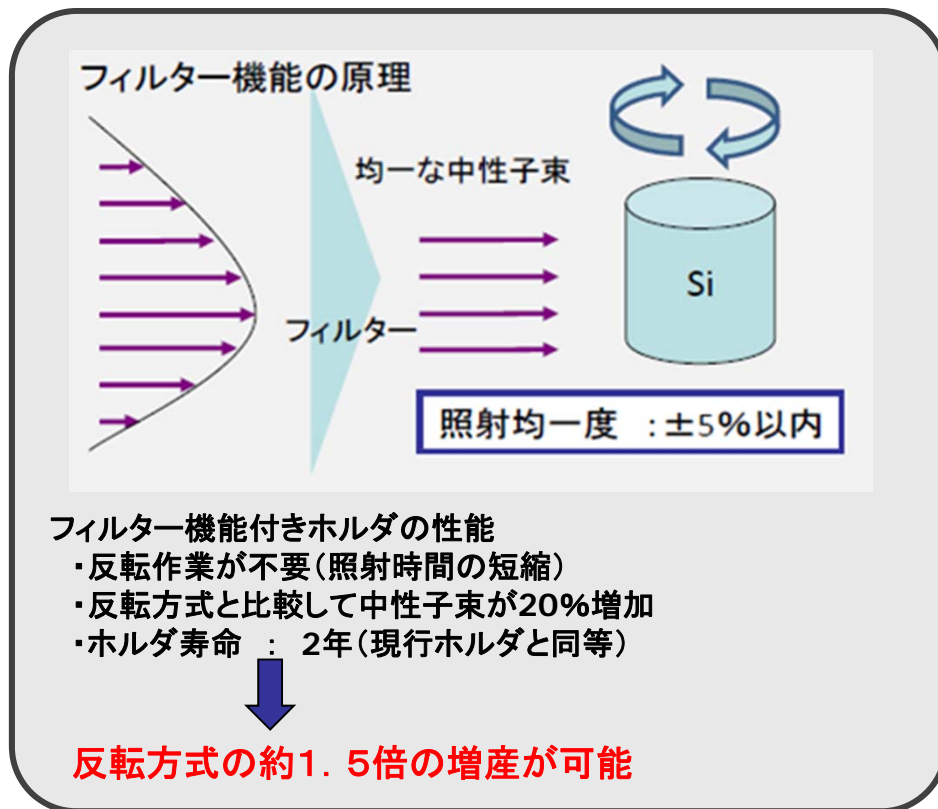 フィルター機能の原理
均一な中性子束
Si
フィルター
照射均一度 :±5%以内
フィルター機能付きホルダの性能
・反転作業が不要(照射時間の短縮)
・反転方式と比較して中性子束が20%増加
・ホルダ寿命 : 2年(現行ホルダと同等)
反転方式の約1.5倍の増産が可能